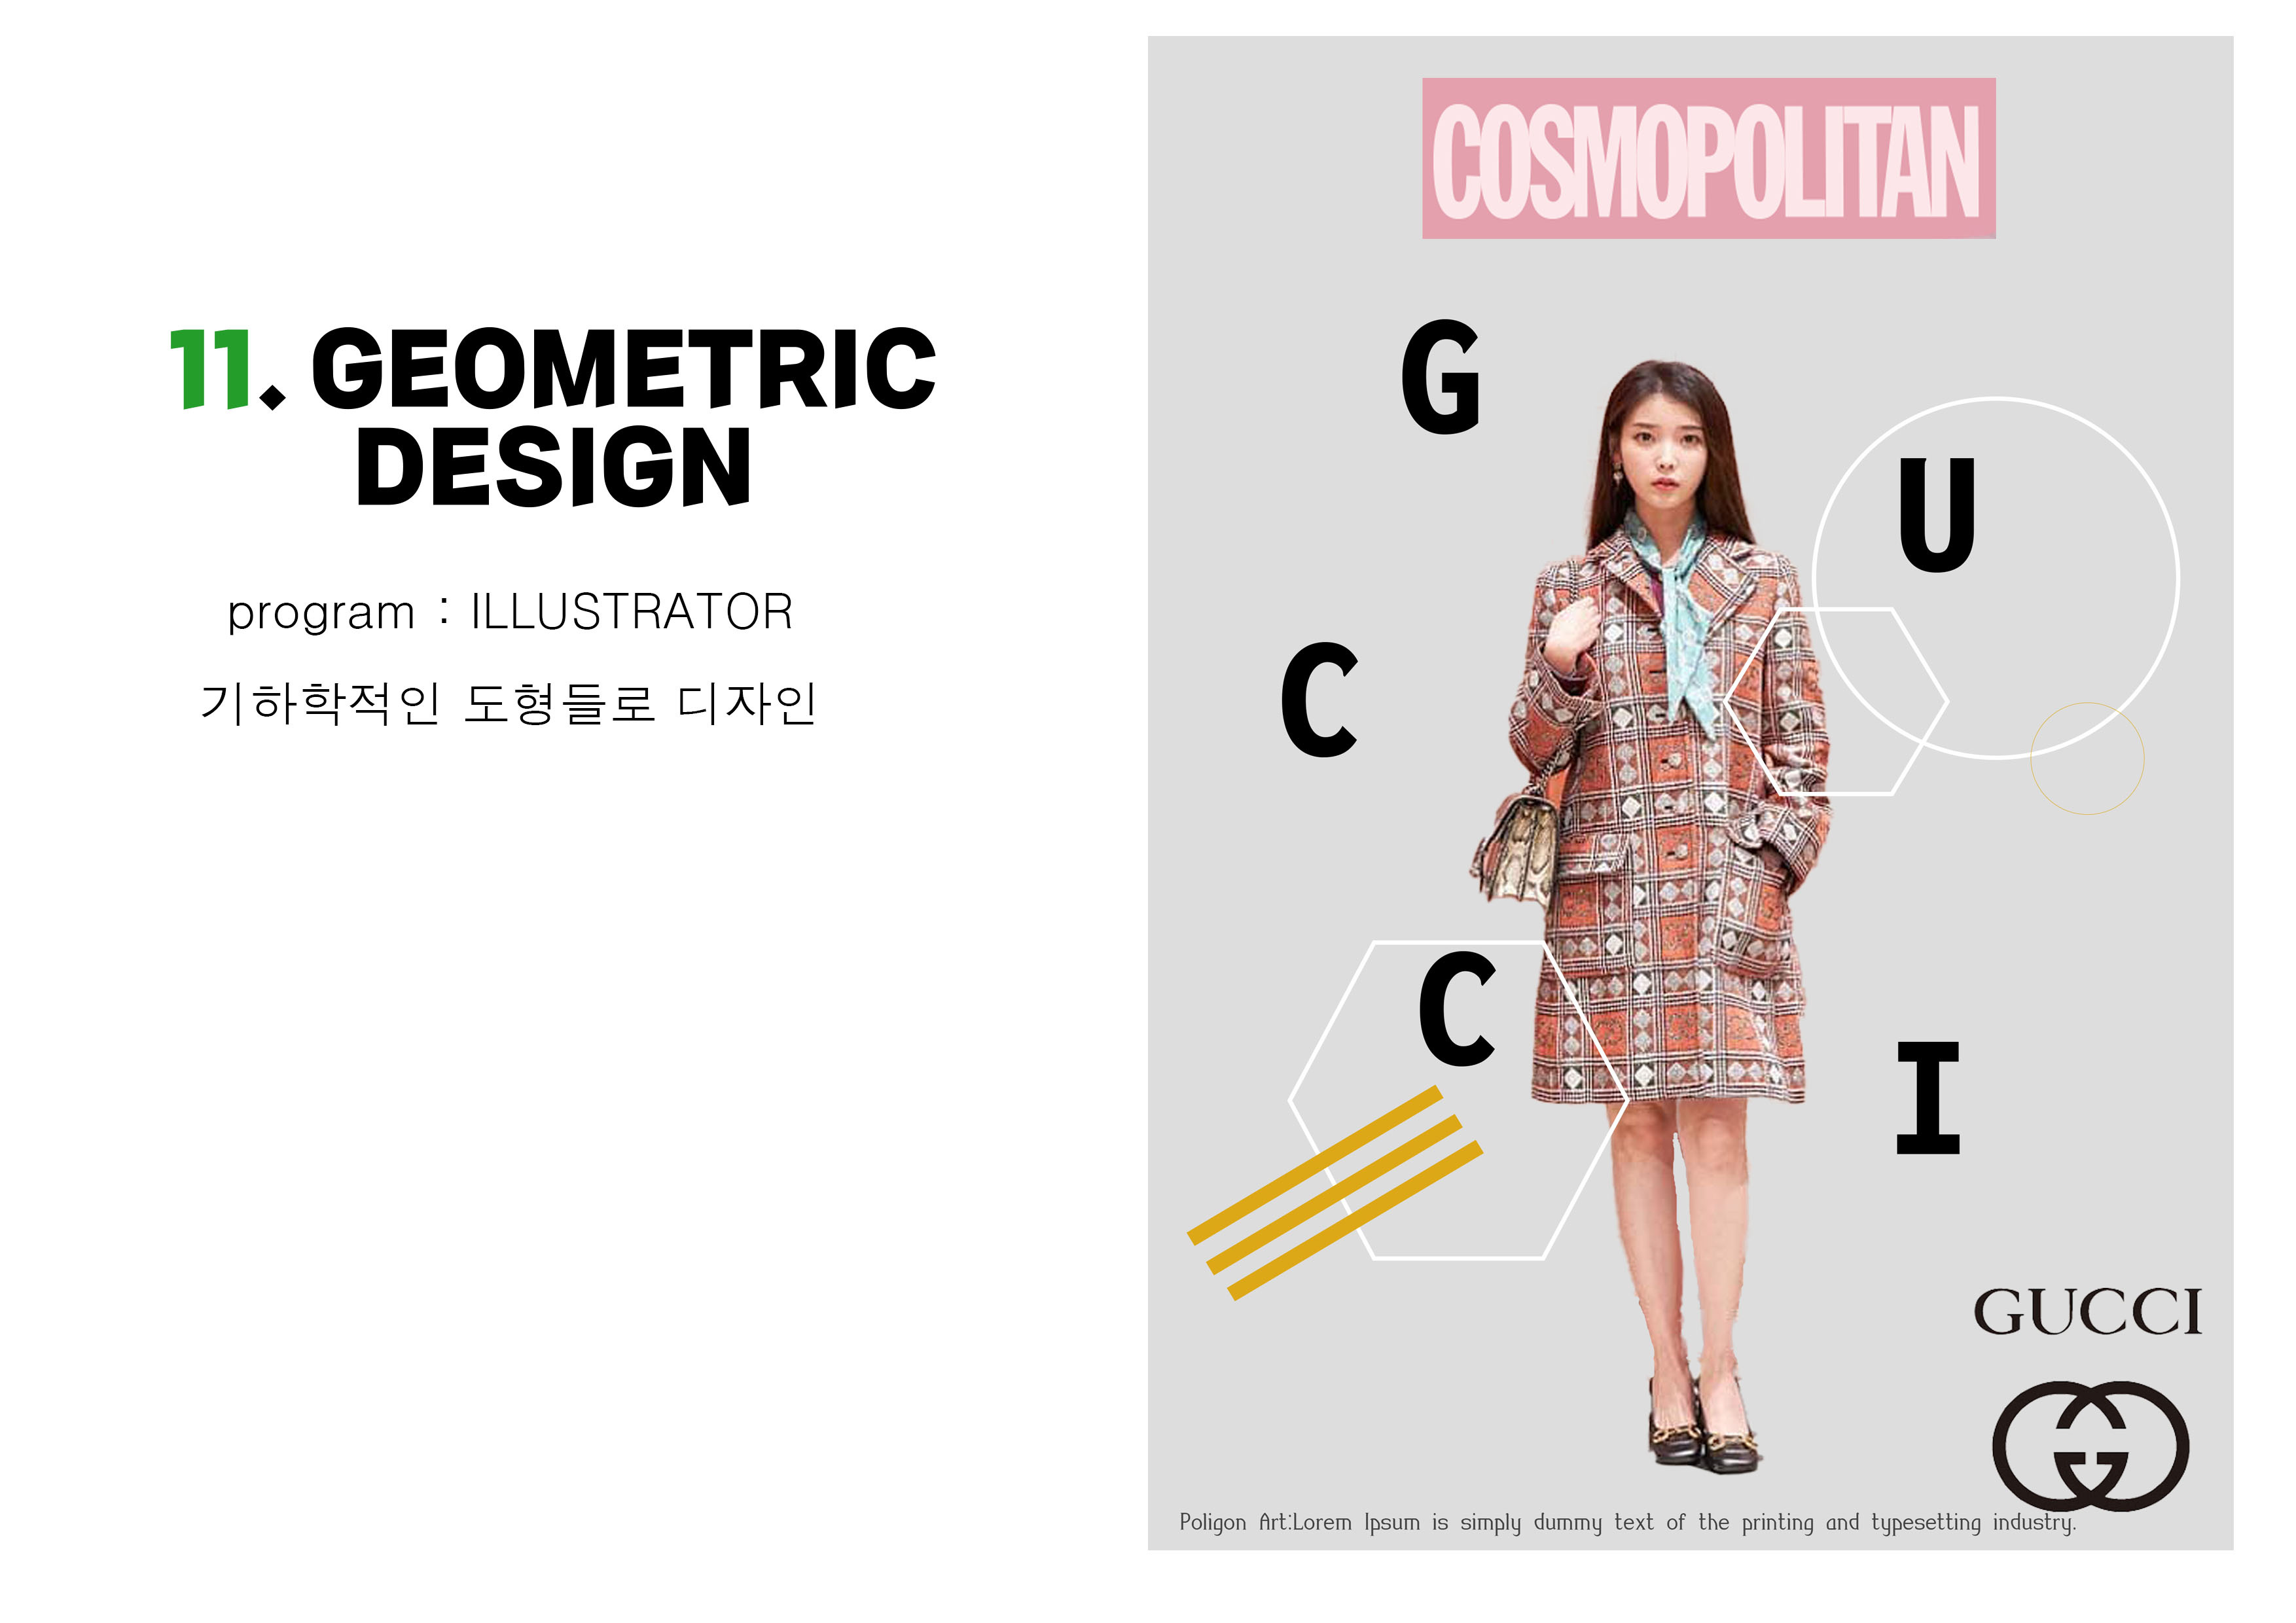 11. GEOMETRIC
DESIGN
program : ILLUSTRATOR
기하학적인 도형들로 디자인
COSMOPOLITAN
G
U
C
C
I
GUCCI
Poligon Art:Lorem Ipsum is simply dummy text of the printing and typesetting industry.